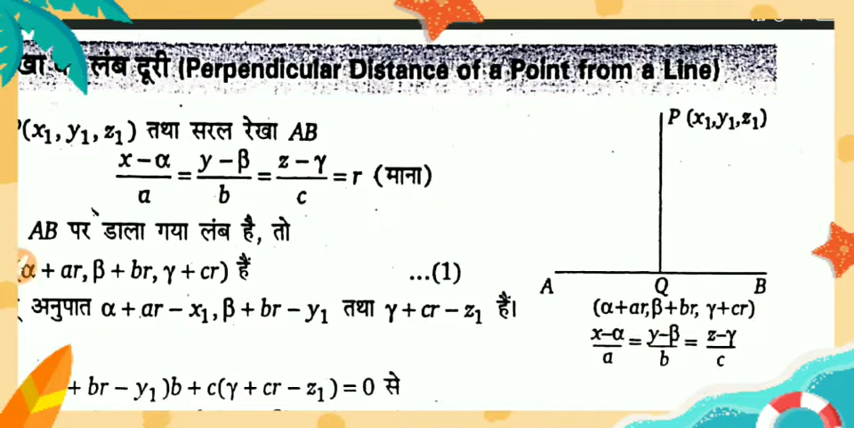 लंब दूरी (Perpendicular Distance of a Point from a Line)
P (x₁,y₁,z₁)
(x₁, y₁, z₁) तथा सरल रेखा AB
(x−α)/a = (y−β)/b = (z−γ)/c = r (माना)
AB पर डाला गया लंब है, तो
α + ar, β + br, γ + cr) हैं ...(1)
A Q B
अनुपात α + ar − x₁, β + br − y₁ तथा γ + cr − z₁ हैं।
(α+ar,β+br, γ+cr)
(x−α)/a = (y−β)/b = (z−γ)/c
+ br − y₁)b + c(γ + cr − z₁) = 0 से